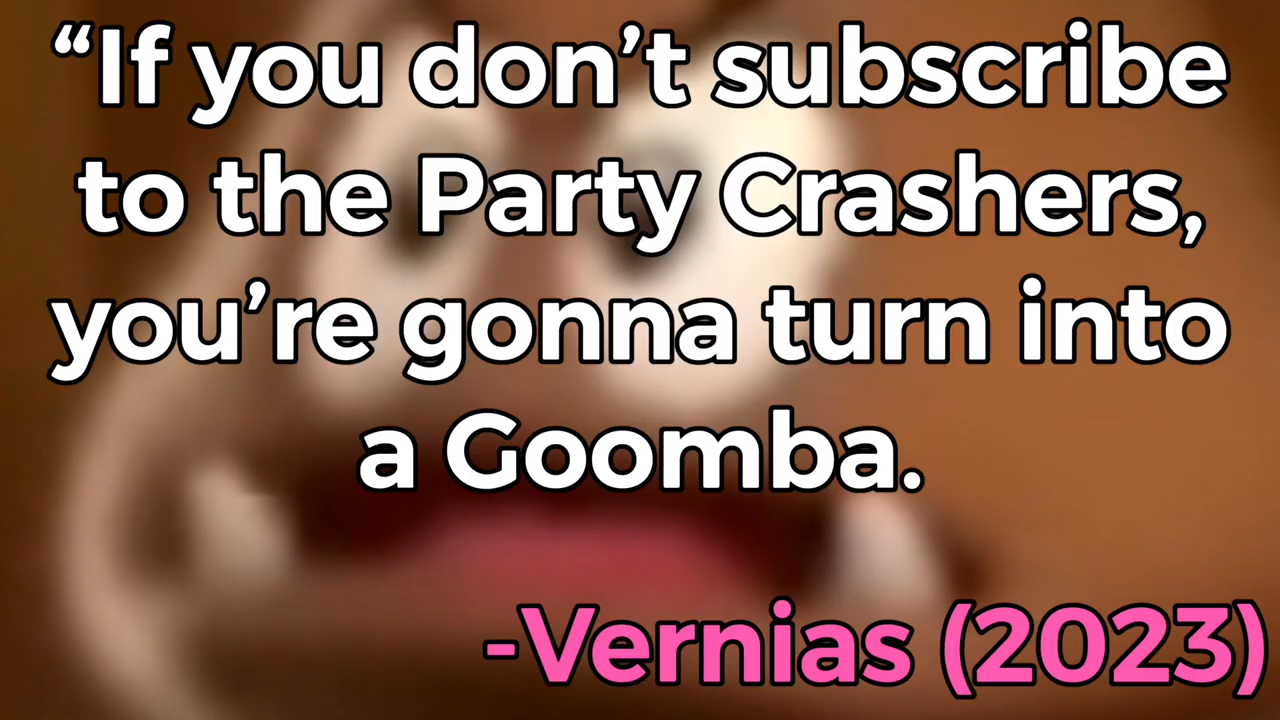 “If you don’t subscribe
to the Party Crashers,
you’re gonna turn into
a Goomba.
-Vernias (2023)